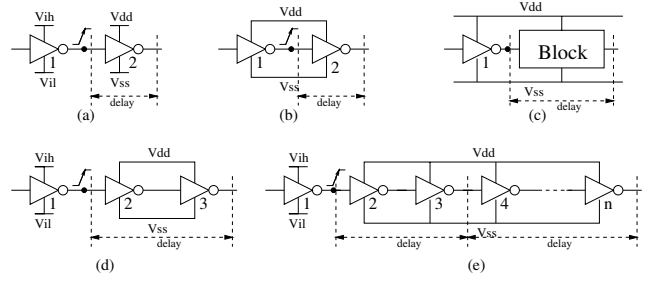 Vih Vdd
1 2
Vil Vss
delay
(a)
Vdd
1 2
Vss
delay
(b)
Vdd
1 Block
Vss
delay
(c)
Vih Vdd
1 2 3
Vil Vss
delay
(d)
Vih Vdd
1 2 3 4 n
Vil Vss
delay delay
(e)